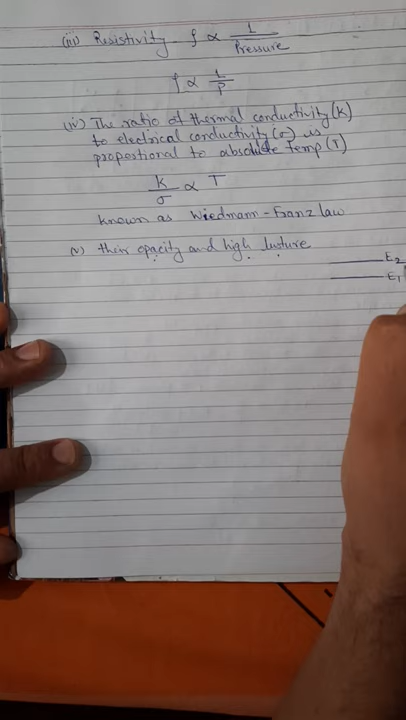 (iii) Resistivity ρ ∝ 1/Pressure
ρ ∝ 1/P
(iv) The ratio of thermal conductivity (K)
to electrical conductivity (σ) is
proportional to absolute Temp (T)
K/σ ∝ T
known as Wiedmann-Franz law
(v) their opacity and high lusture
E2
E1